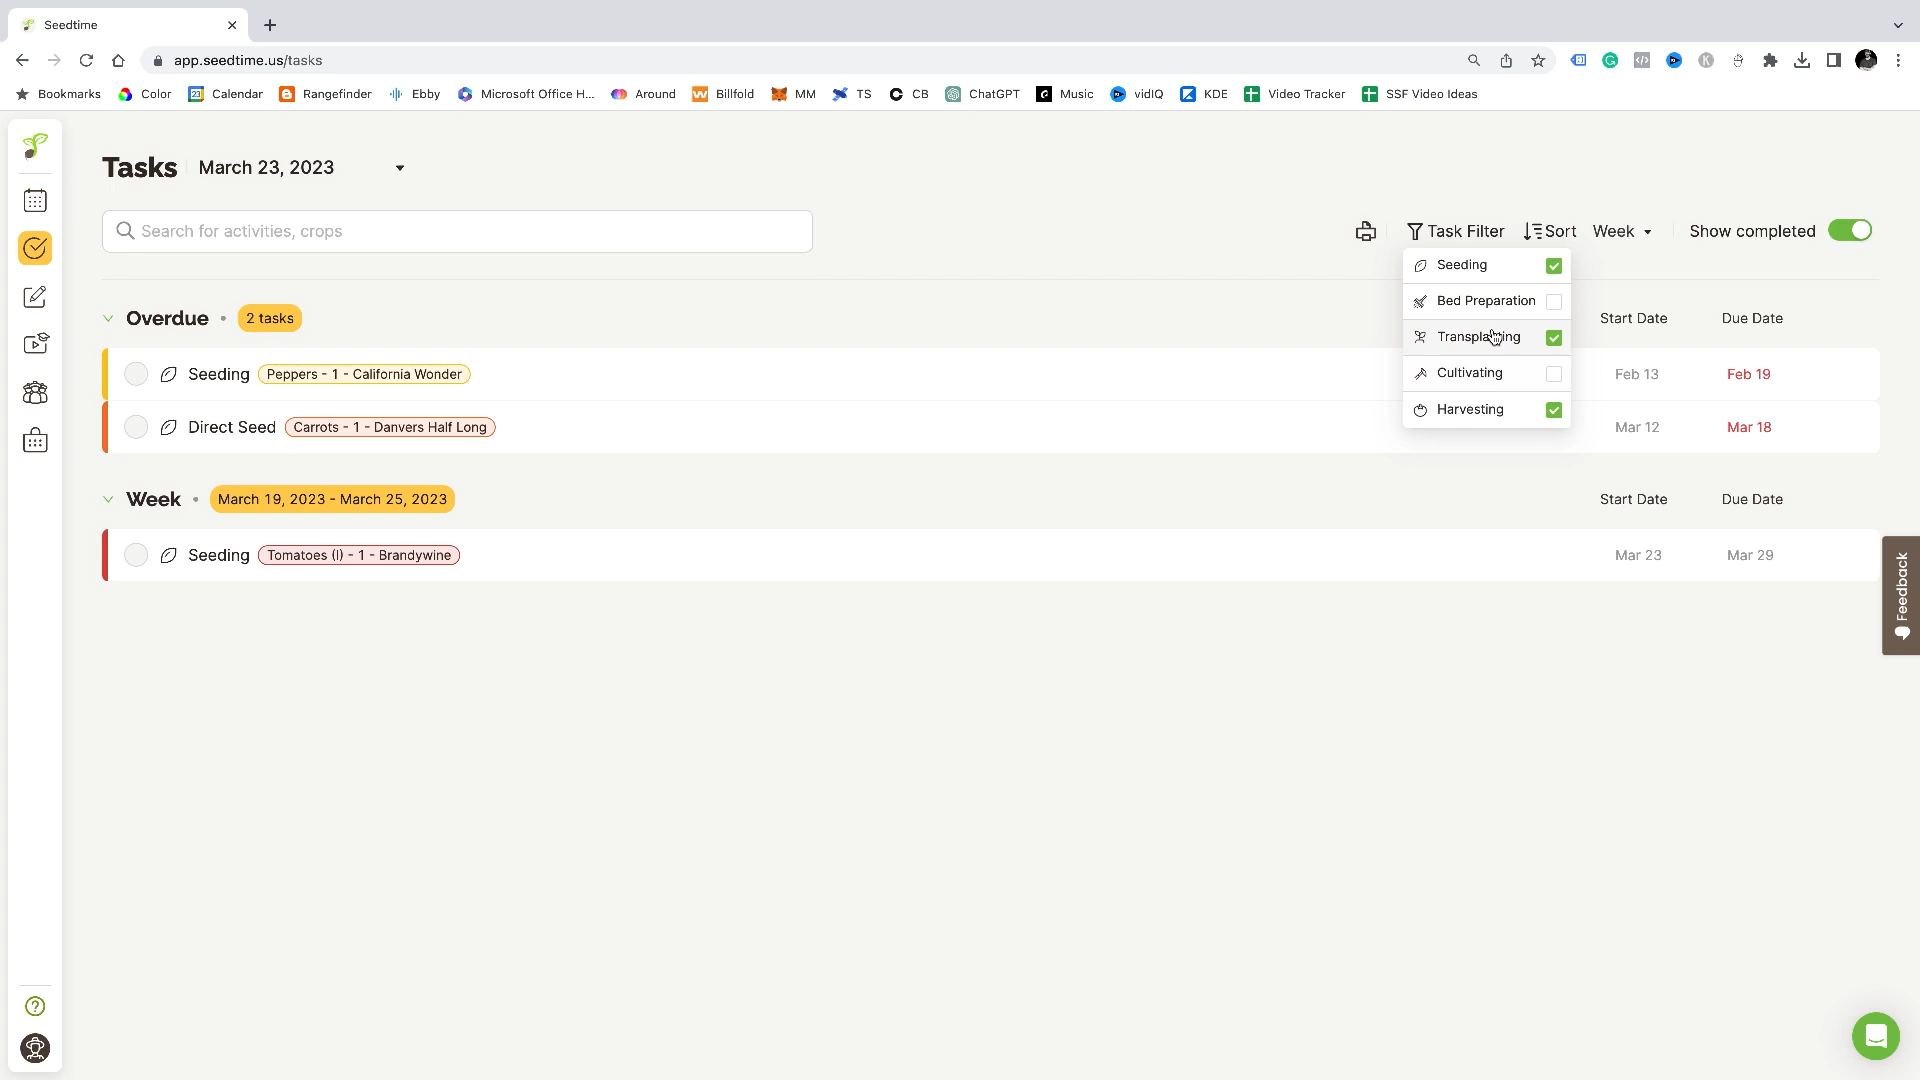 Seedtime
app.seedtime.us/tasks
Bookmarks Color Calendar Rangefinder Ebby Microsoft Office H... Around Billfold MM TS CB ChatGPT Music vidIQ KDE Video Tracker SSF Video Ideas
Tasks March 23, 2023
Search for activities, crops
Task Filter Sort Week Show completed
Seeding
Bed Preparation
Transplanting
Cultivating
Harvesting
Overdue • 2 tasks Start Date Due Date
Seeding Peppers - 1 - California Wonder Feb 13 Feb 19
Direct Seed Carrots - 1 - Danvers Half Long Mar 12 Mar 18
Week • March 19, 2023 - March 25, 2023 Start Date Due Date
Seeding Tomatoes (I) - 1 - Brandywine Mar 23 Mar 29
Feedback